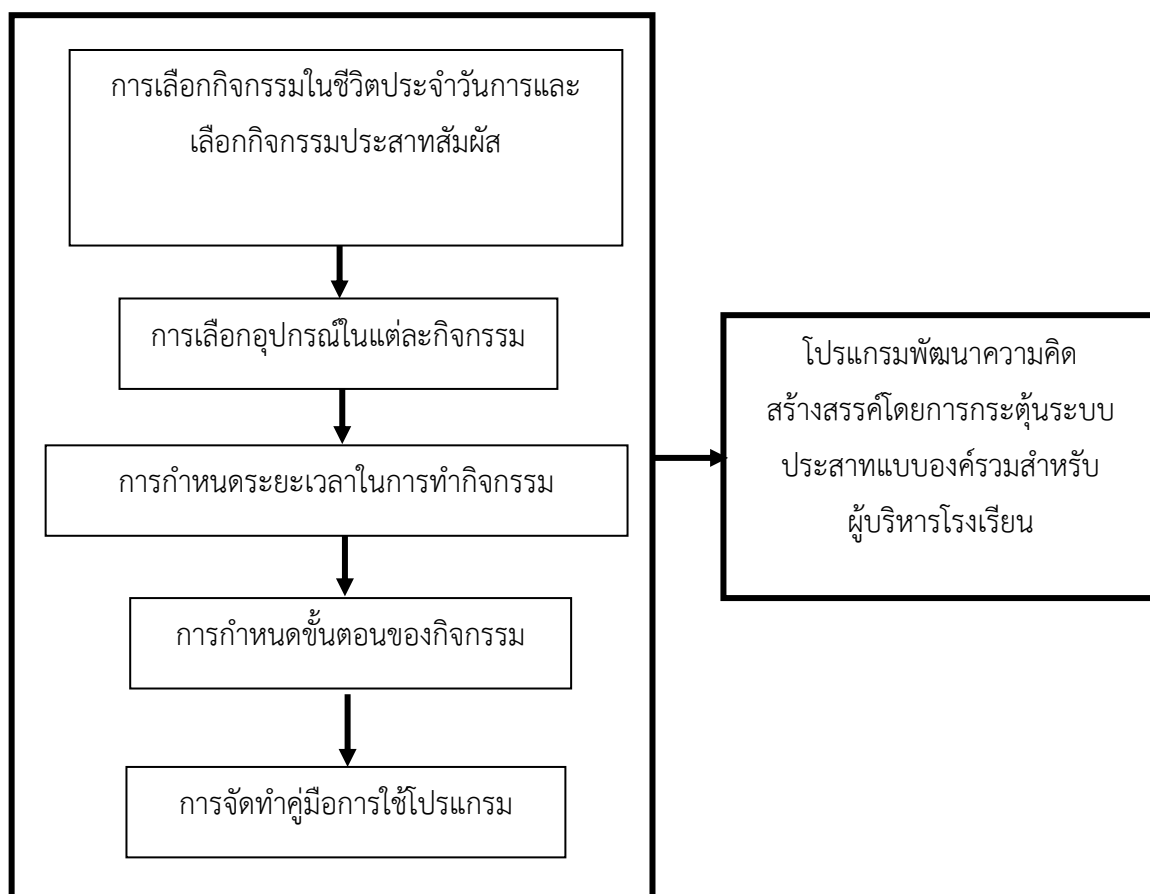 การเลือกกิจกรรมในชีวิตประจำวันการและ
เลือกกิจกรรมประสาทสัมผัส
การเลือกอุปกรณ์ในแต่ละกิจกรรม
การกำหนดระยะเวลาในการทำกิจกรรม
การกำหนดขั้นตอนของกิจกรรม
การจัดทำคู่มือการใช้โปรแกรม
โปรแกรมพัฒนาความคิด
สร้างสรรค์โดยการกระตุ้นระบบ
ประสาทแบบองค์รวมสำหรับ
ผู้บริหารโรงเรียน